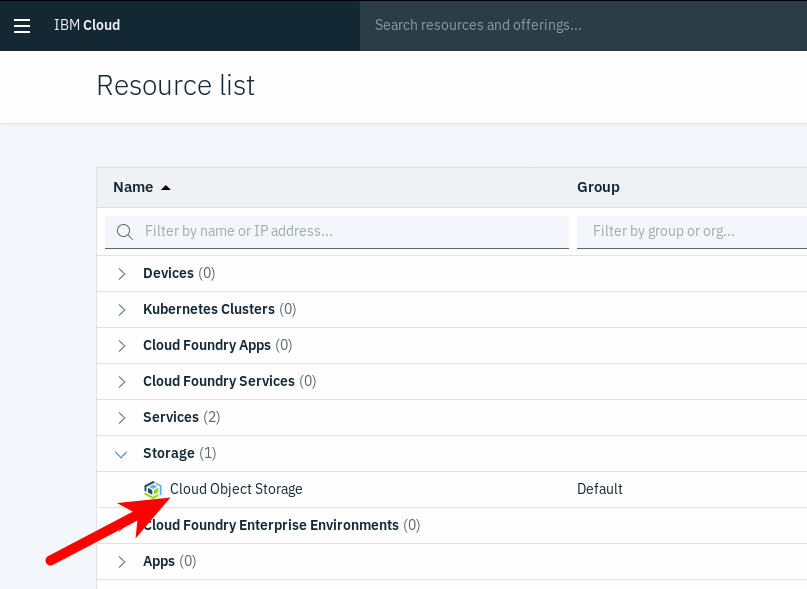 IBM Cloud
Search resources and offerings...
Resource list
Name Group
Filter by name or IP address... Filter by group or org...
Devices (0)
Kubernetes Clusters (0)
Cloud Foundry Apps (0)
Cloud Foundry Services (0)
Services (2)
Storage (1)
Cloud Object Storage Default
Cloud Foundry Enterprise Environments (0)
Apps (0)